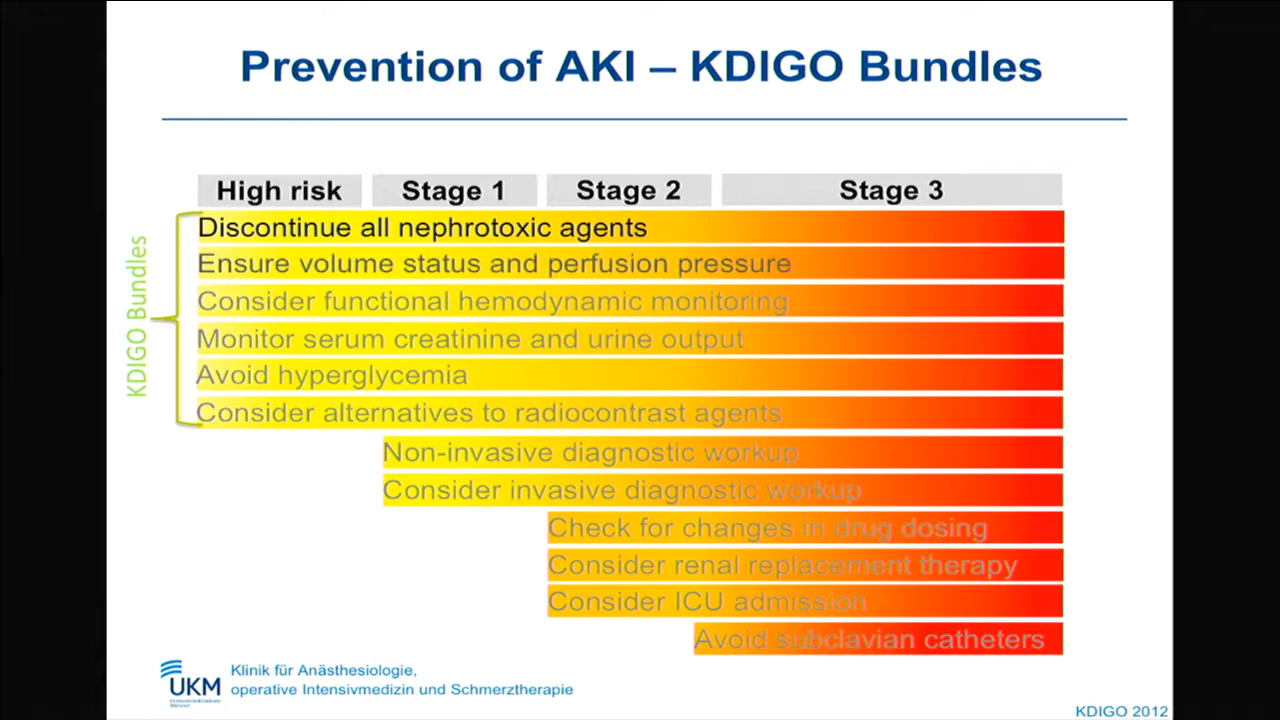 Prevention of AKI – KDIGO Bundles
High risk Stage 1 Stage 2 Stage 3
KDIGO Bundles
Discontinue all nephrotoxic agents
Ensure volume status and perfusion pressure
Consider functional hemodynamic monitoring
Monitor serum creatinine and urine output
Avoid hyperglycemia
Consider alternatives to radiocontrast agents
Non-invasive diagnostic workup
Consider invasive diagnostic workup
Check for changes in drug dosing
Consider renal replacement therapy
Consider ICU admission
Avoid subclavian catheters
UKM
Klinik für Anästhesiologie,
operative Intensivmedizin und Schmerztherapie
KDIGO 2012